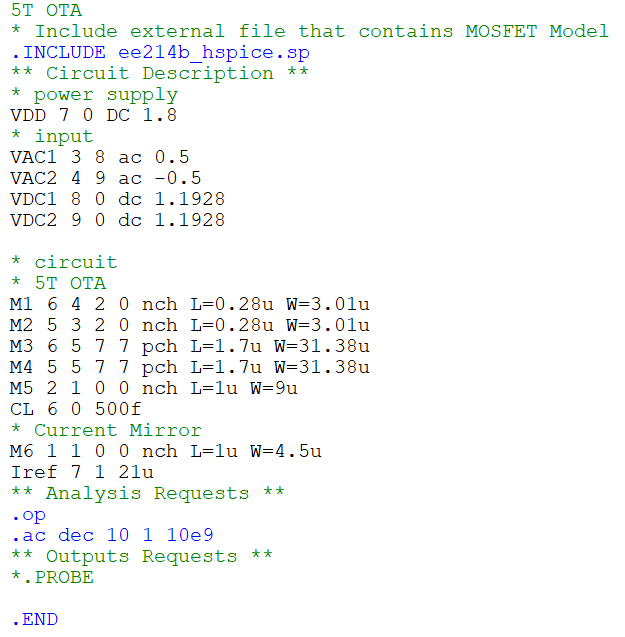 5T OTA
* Include external file that contains MOSFET Model
.INCLUDE ee214b_hspice.sp
** Circuit Description **
* power supply
VDD 7 0 DC 1.8
* input
VAC1 3 8 ac 0.5
VAC2 4 9 ac -0.5
VDC1 8 0 dc 1.1928
VDC2 9 0 dc 1.1928
* circuit
* 5T OTA
M1 6 4 2 0 nch L=0.28u W=3.01u
M2 5 3 2 0 nch L=0.28u W=3.01u
M3 6 5 7 7 pch L=1.7u W=31.38u
M4 5 5 7 7 pch L=1.7u W=31.38u
M5 2 1 0 0 nch L=1u W=9u
CL 6 0 500f
* Current Mirror
M6 1 1 0 0 nch L=1u W=4.5u
Iref 7 1 21u
** Analysis Requests **
.op
.ac dec 10 1 10e9
** Outputs Requests **
*.PROBE
.END